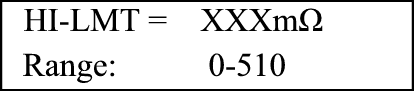 HI-LMT = XXXmΩ
Range: 0-510